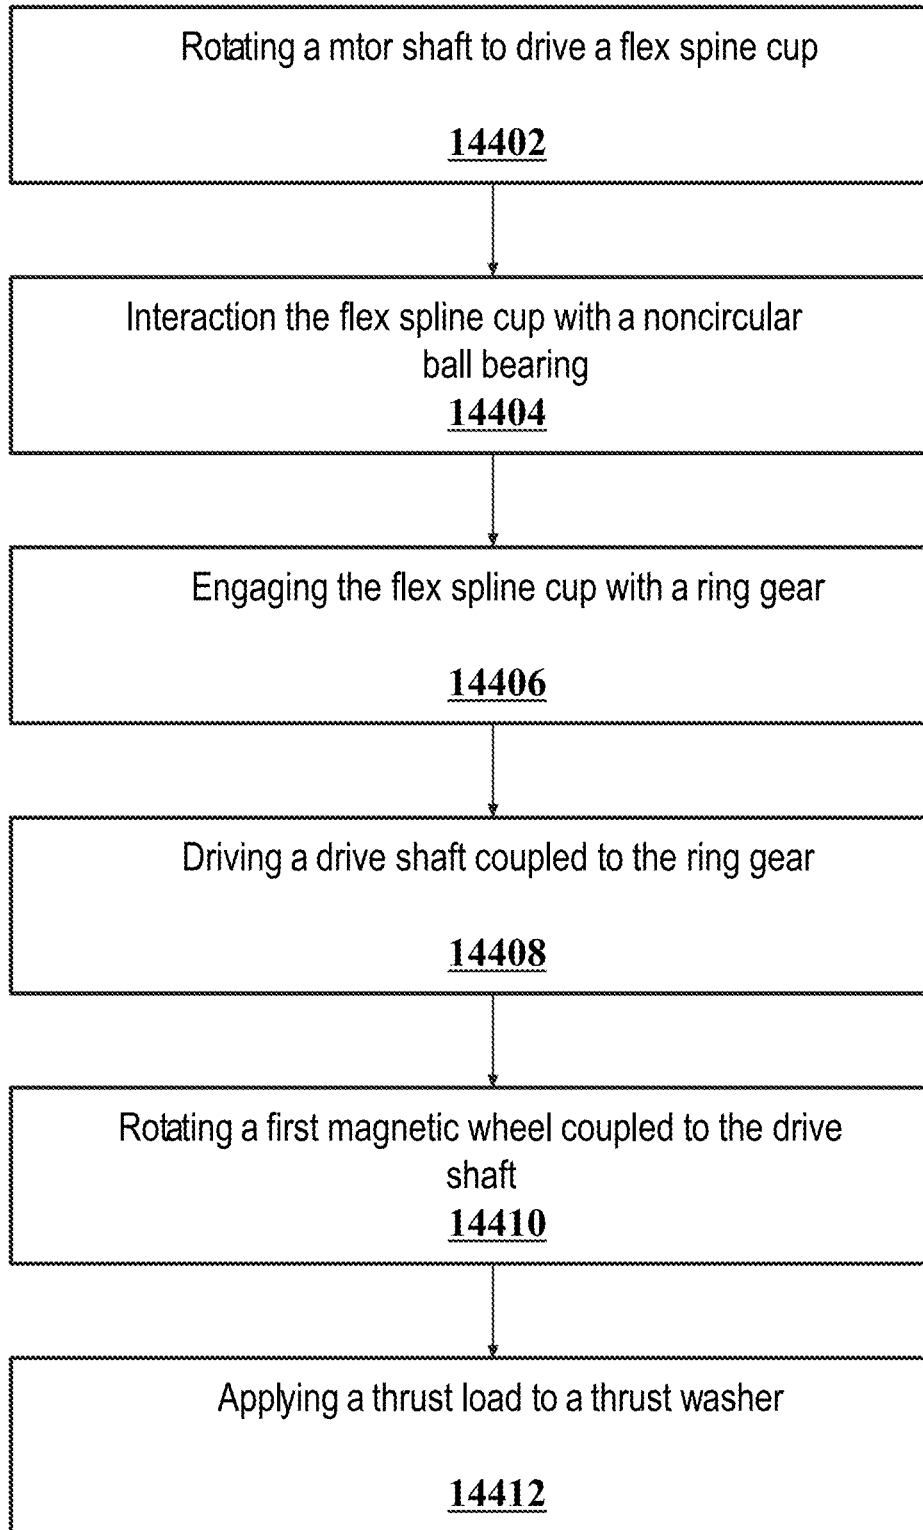 Rotating a mtor shaft to drive a flex spine cup
14402
Interaction the flex spline cup with a noncircular
ball bearing
14404
Engaging the flex spline cup with a ring gear
14406
Driving a drive shaft coupled to the ring gear
14408
Rotating a first magnetic wheel coupled to the drive
shaft
14410
Applying a thrust load to a thrust washer
14412